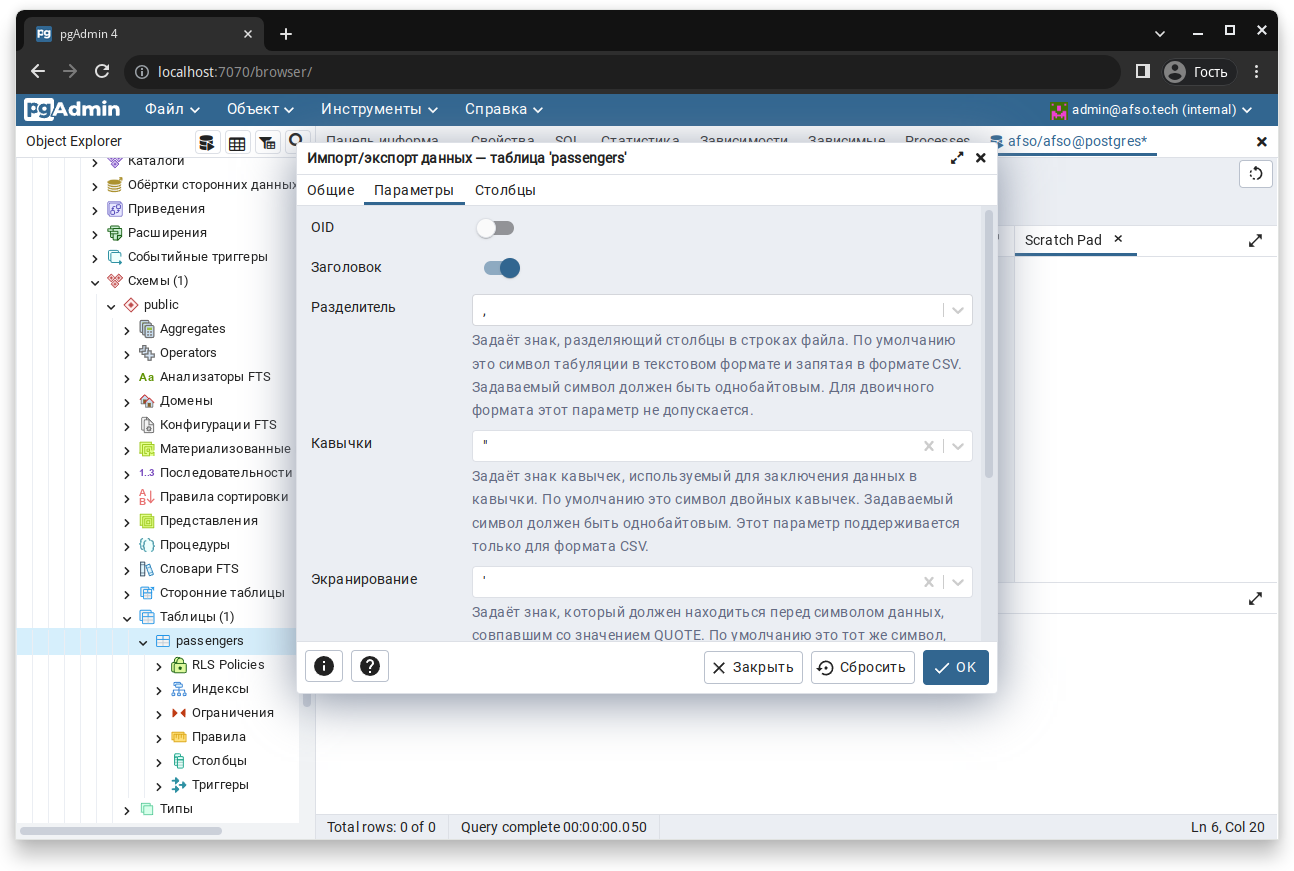 pgAdmin 4
localhost:7070/browser/
Гость
pgAdmin
Файл
Объект
Инструменты
Справка
admin@afso.tech (internal)
Object Explorer
Панель информа
Свойства
SQL
Статистика
Зависимости
Зависимые
Processes
afso/afso@postgres*
Каталоги
Обёртки сторонних данных
Приведения
Расширения
Событийные триггеры
Схемы (1)
public
Aggregates
Operators
Aa Анализаторы FTS
Домены
Конфигурации FTS
Материализованные
1..3 Последовательности
Правила сортировки
Представления
Процедуры
Словари FTS
Сторонние таблицы
Таблицы (1)
passengers
RLS Policies
Индексы
Ограничения
Правила
Столбцы
Триггеры
Типы
Импорт/экспорт данных — таблица 'passengers'
Общие
Параметры
Столбцы
OID
Заголовок
Разделитель
,
Задаёт знак, разделяющий столбцы в строках файла. По умолчанию
это символ табуляции в текстовом формате и запятая в формате CSV.
Задаваемый символ должен быть однобайтовым. Для двоичного
формата этот параметр не допускается.
Кавычки
"
Задаёт знак кавычек, используемый для заключения данных в
кавычки. По умолчанию это символ двойных кавычек. Задаваемый
символ должен быть однобайтовым. Этот параметр поддерживается
только для формата CSV.
Экранирование
'
Задаёт знак, который должен находиться перед символом данных,
совпавшим со значением QUOTE. По умолчанию это тот же символ,
Закрыть
Сбросить
OK
Scratch Pad
Total rows: 0 of 0
Query complete 00:00:00.050
Ln 6, Col 20